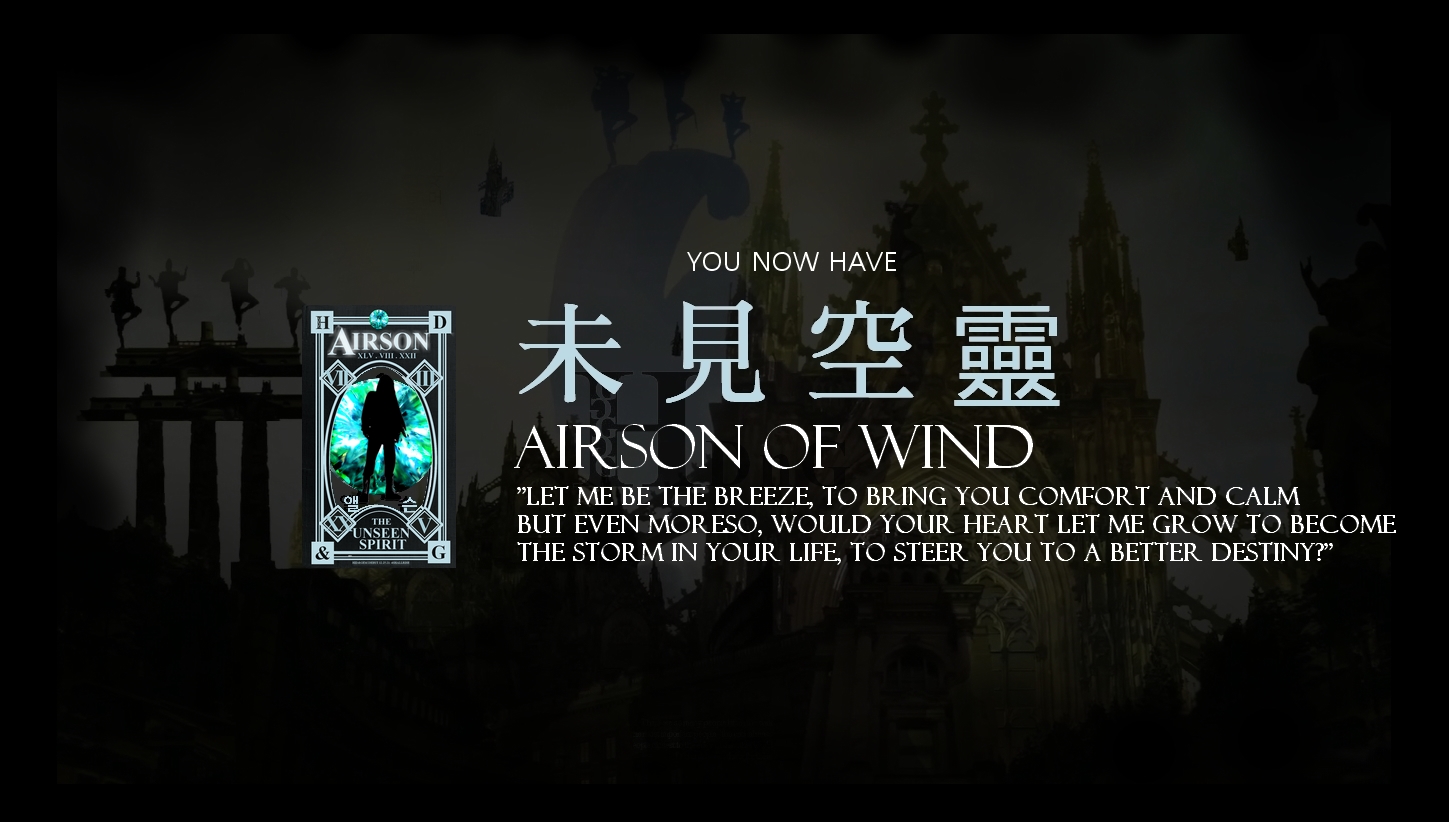 YOU NOW HAVE
未見空靈
AIRSON OF WIND
"LET ME BE THE BREEZE, TO BRING YOU COMFORT AND CALM
BUT EVEN MORESO, WOULD YOUR HEART LET ME GROW TO BECOME
THE STORM IN YOUR LIFE, TO STEER YOU TO A BETTER DESTINY?"
H D
AIRSON
XLV . VIII . XXII
VII II
앨 손
XX V
THE
UNSEEN
SPIRIT
& G